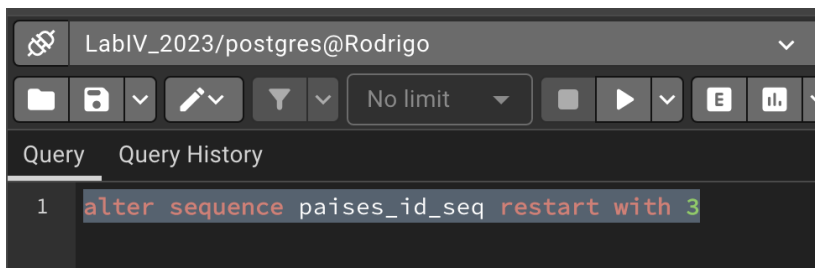 LabIV_2023/postgres@Rodrigo
No limit
E
Query Query History
1 alter sequence paises_id_seq restart with 3